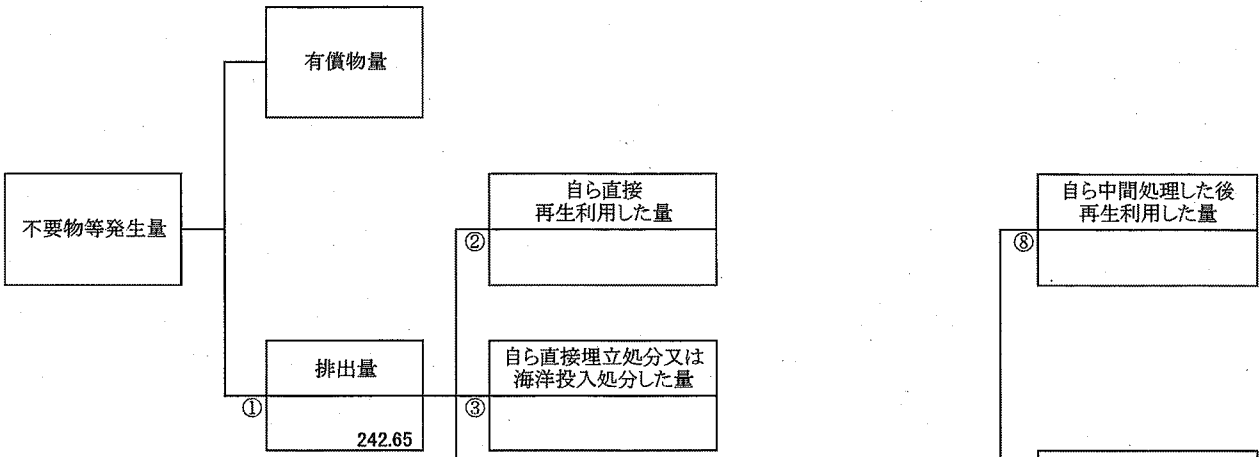 有償物量
不要物等発生量
自ら直接
再生利用した量
②
自ら中間処理した後
再生利用した量
⑧
排出量
①
242.65
自ら直接埋立処分又は
海洋投入処分した量
③